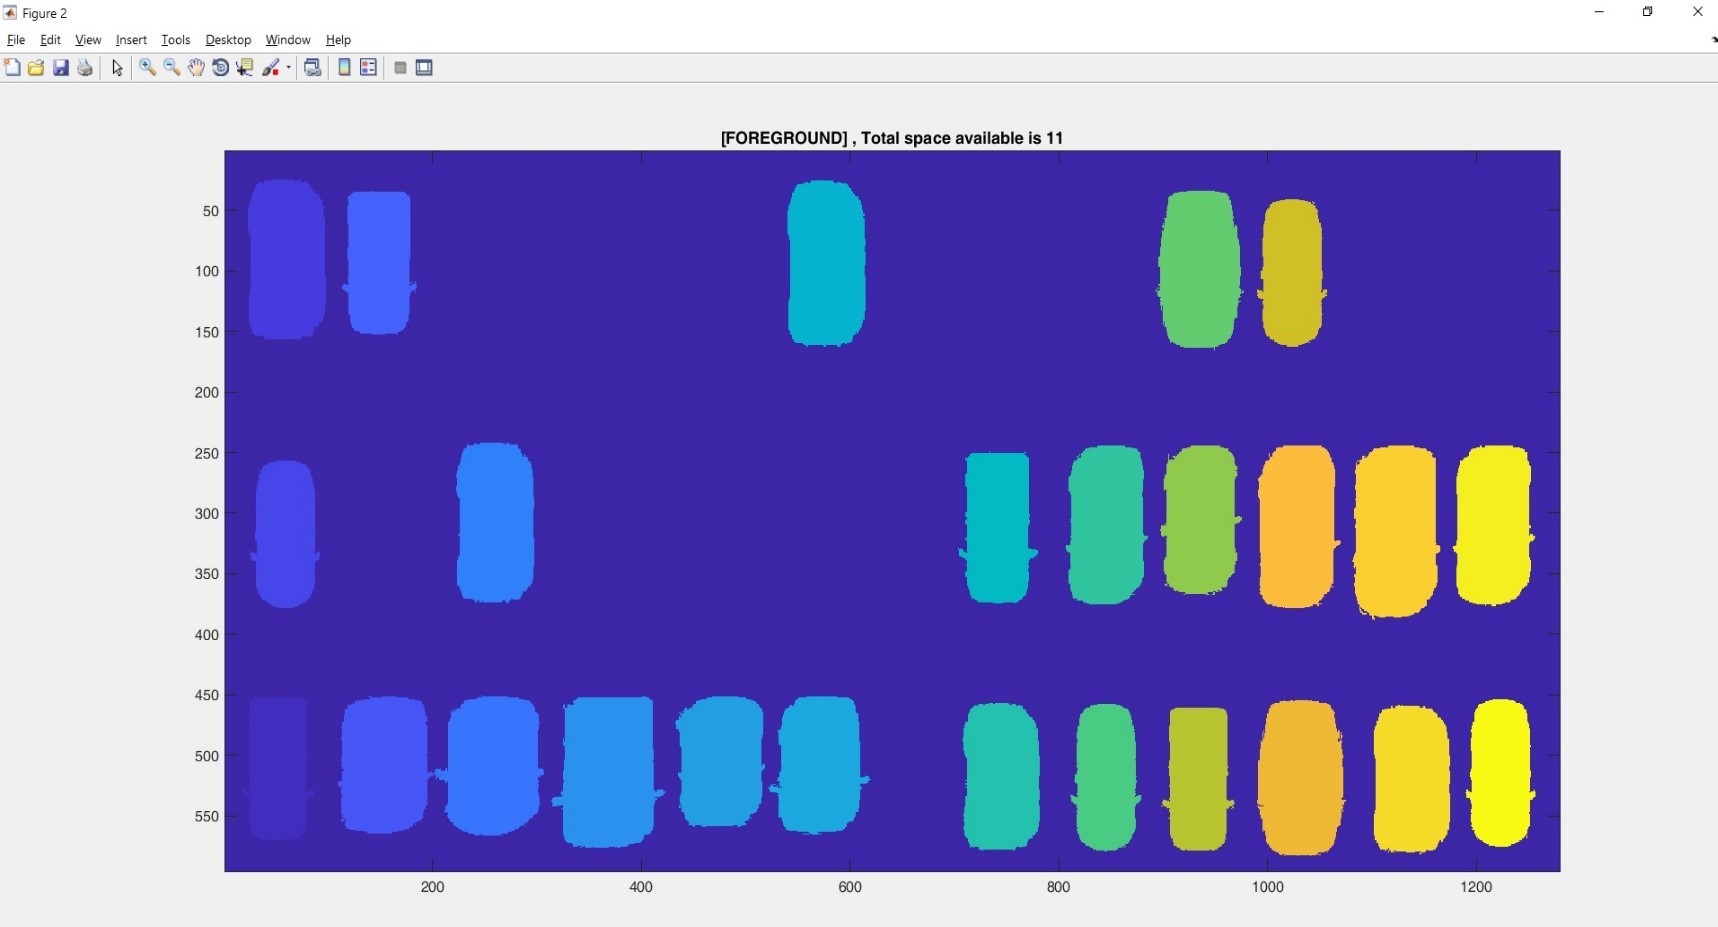 Figure 2
File Edit View Insert Tools Desktop Window Help
[FOREGROUND] , Total space available is 11
50
100
150
200
250
300
350
400
450
500
550
200 400 600 800 1000 1200